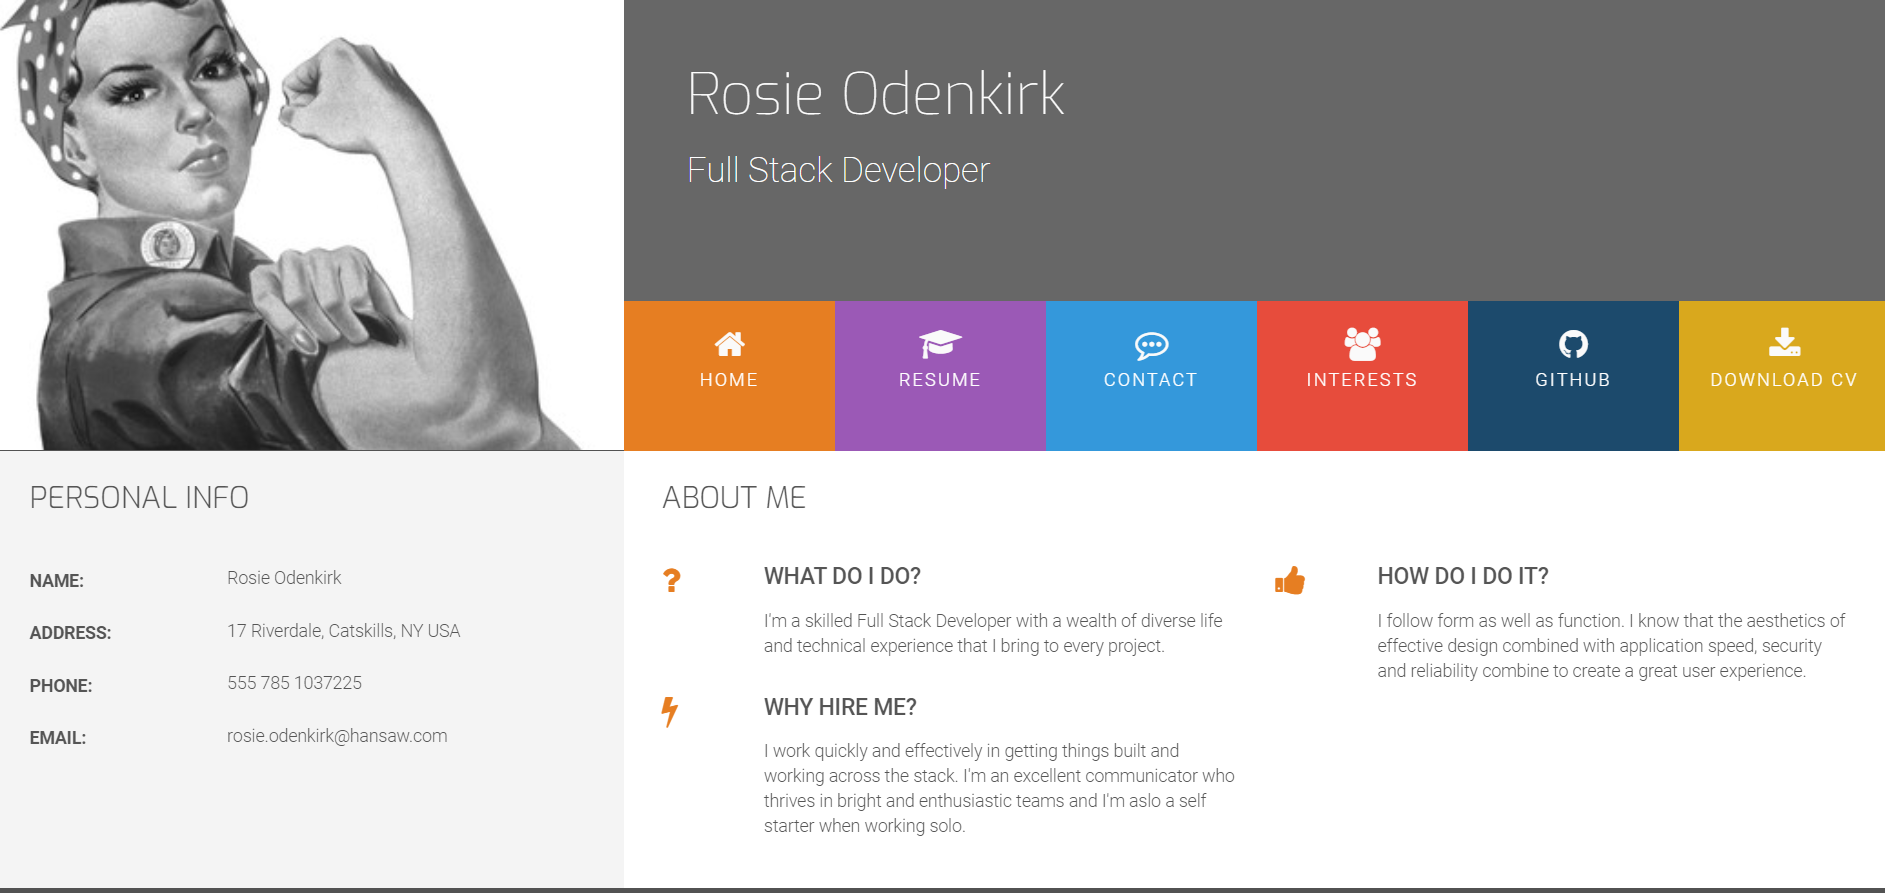 Rosie Odenkirk
Full Stack Developer
HOME
RESUME
CONTACT
INTERESTS
GITHUB
DOWNLOAD CV
PERSONAL INFO
NAME: Rosie Odenkirk
ADDRESS: 17 Riverdale, Catskills, NY USA
PHONE: 555 785 1037225
EMAIL: rosie.odenkirk@hansaw.com
ABOUT ME
WHAT DO I DO?
I'm a skilled Full Stack Developer with a wealth of diverse life
and technical experience that I bring to every project.
HOW DO I DO IT?
I follow form as well as function. I know that the aesthetics of
effective design combined with application speed, security
and reliability combine to create a great user experience.
WHY HIRE ME?
I work quickly and effectively in getting things built and
working across the stack. I'm an excellent communicator who
thrives in bright and enthusiastic teams and I'm aslo a self
starter when working solo.